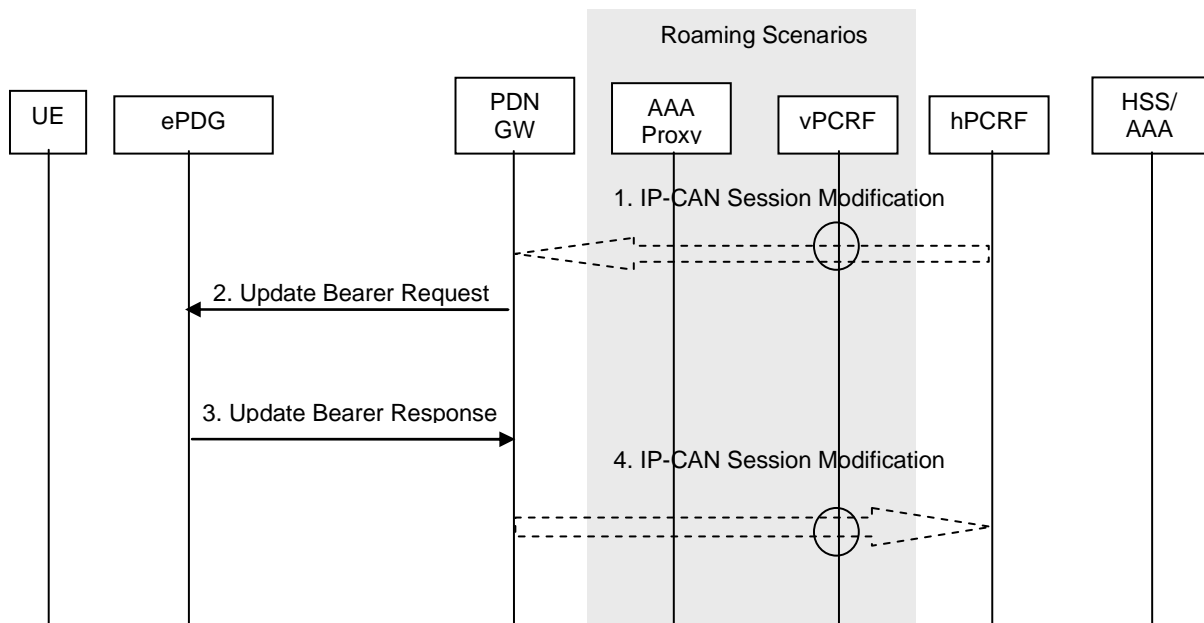 Roaming Scenarios
UE
ePDG
PDN
GW
AAA
Proxy
vPCRF
hPCRF
HSS/
AAA
1. IP-CAN Session Modification
2. Update Bearer Request
3. Update Bearer Response
4. IP-CAN Session Modification